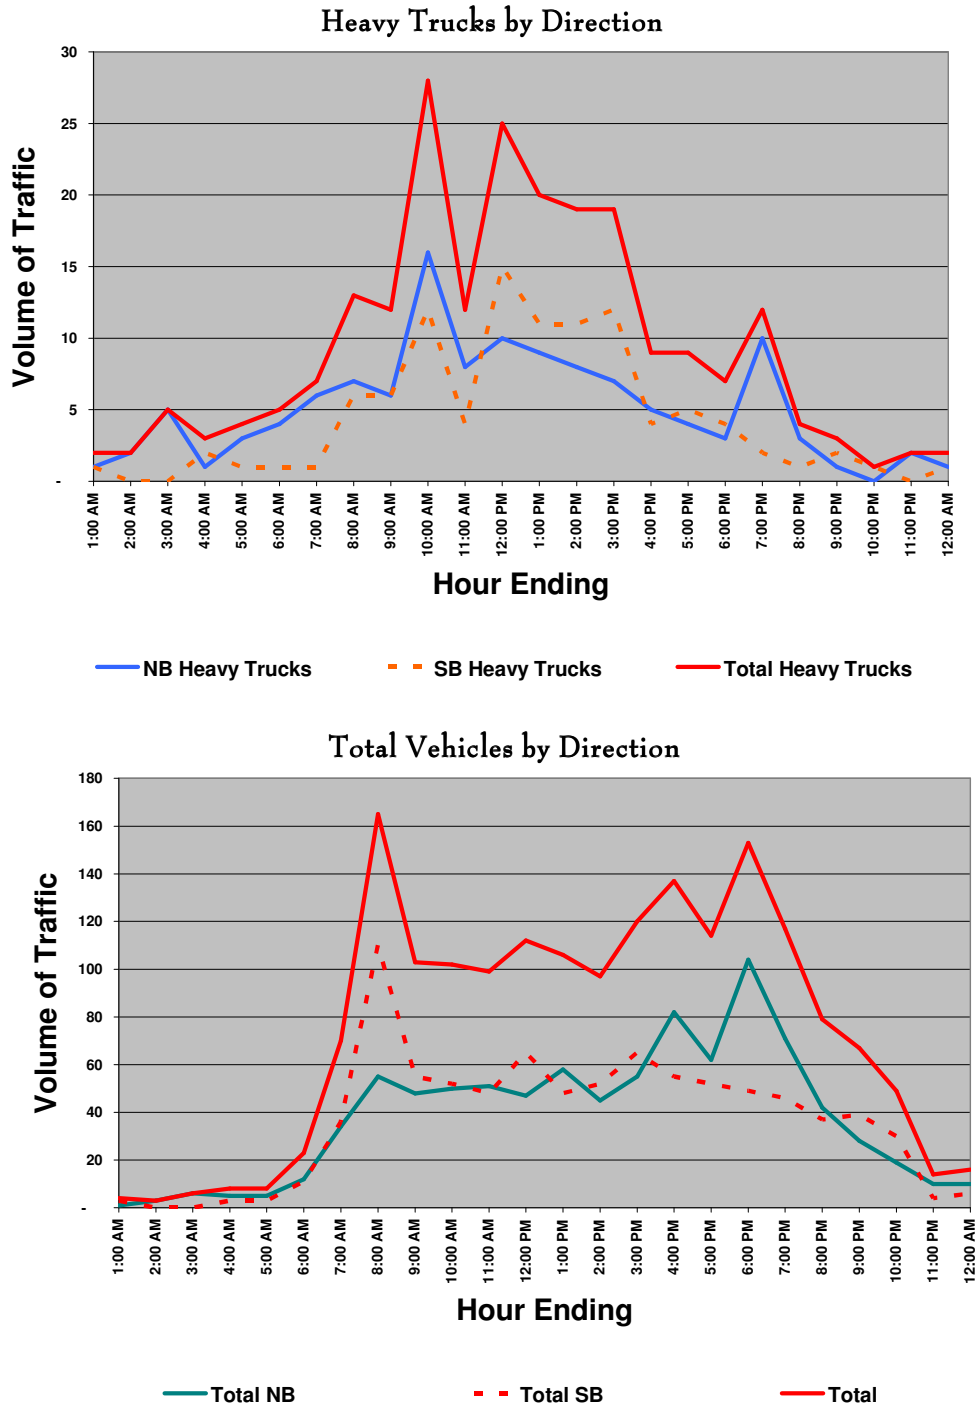 Heavy Trucks by Direction
30
25
20
15
10
5
-
Volume of Traffic
1:00 AM
2:00 AM
3:00 AM
4:00 AM
5:00 AM
6:00 AM
7:00 AM
8:00 AM
9:00 AM
10:00 AM
11:00 AM
12:00 PM
1:00 PM
2:00 PM
3:00 PM
4:00 PM
5:00 PM
6:00 PM
7:00 PM
8:00 PM
9:00 PM
10:00 PM
11:00 PM
12:00 AM
Hour Ending
NB Heavy Trucks
SB Heavy Trucks
Total Heavy Trucks
Total Vehicles by Direction
180
160
140
120
100
80
60
40
20
-
Volume of Traffic
1:00 AM
2:00 AM
3:00 AM
4:00 AM
5:00 AM
6:00 AM
7:00 AM
8:00 AM
9:00 AM
10:00 AM
11:00 AM
12:00 PM
1:00 PM
2:00 PM
3:00 PM
4:00 PM
5:00 PM
6:00 PM
7:00 PM
8:00 PM
9:00 PM
10:00 PM
11:00 PM
12:00 AM
Hour Ending
Total NB
Total SB
Total